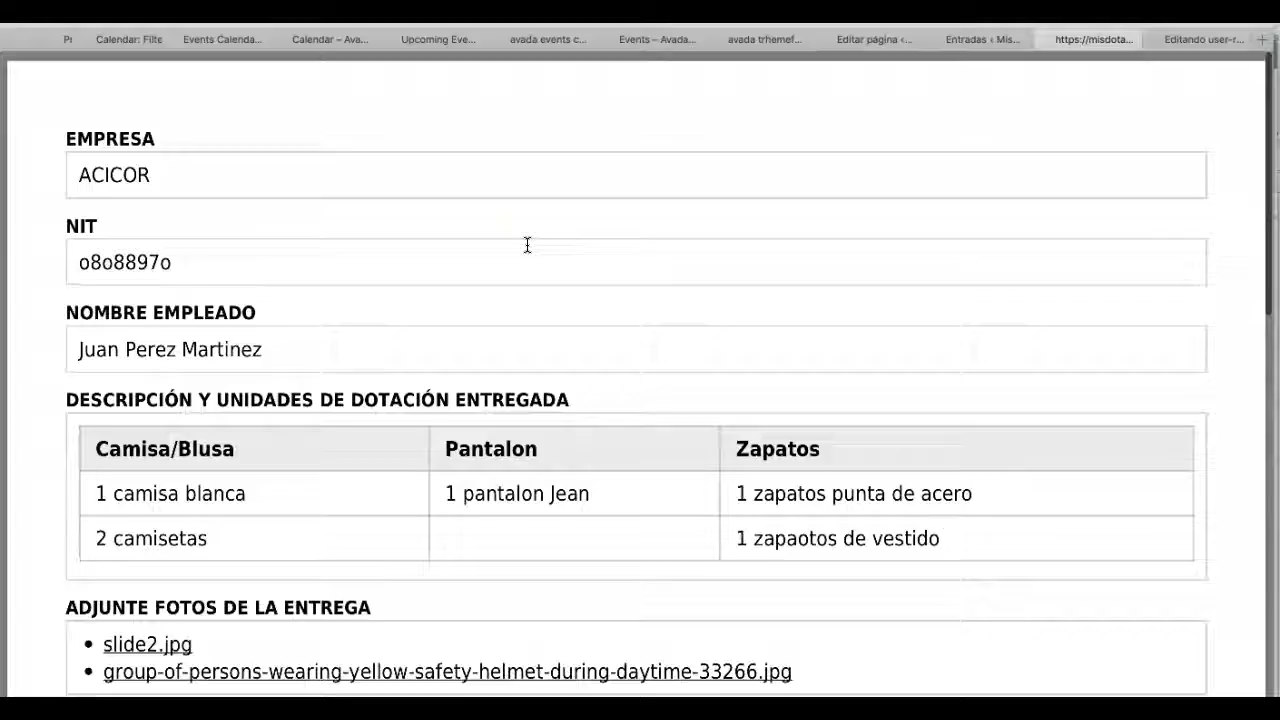 Pr Calendar: Filte Events Calenda... Calendar – Ava... Upcoming Eve... avada events c... Events – Avada... avada trhemef... Editar página ‹... Entradas ‹ Mis... https://misdota... Editando user-r... +
EMPRESA
ACICOR
NIT
o8o8897o
NOMBRE EMPLEADO
Juan Perez Martinez
DESCRIPCIÓN Y UNIDADES DE DOTACIÓN ENTREGADA
Camisa/Blusa Pantalon Zapatos
1 camisa blanca 1 pantalon Jean 1 zapatos punta de acero
2 camisetas 1 zapaotos de vestido
ADJUNTE FOTOS DE LA ENTREGA
• slide2.jpg
• group-of-persons-wearing-yellow-safety-helmet-during-daytime-33266.jpg